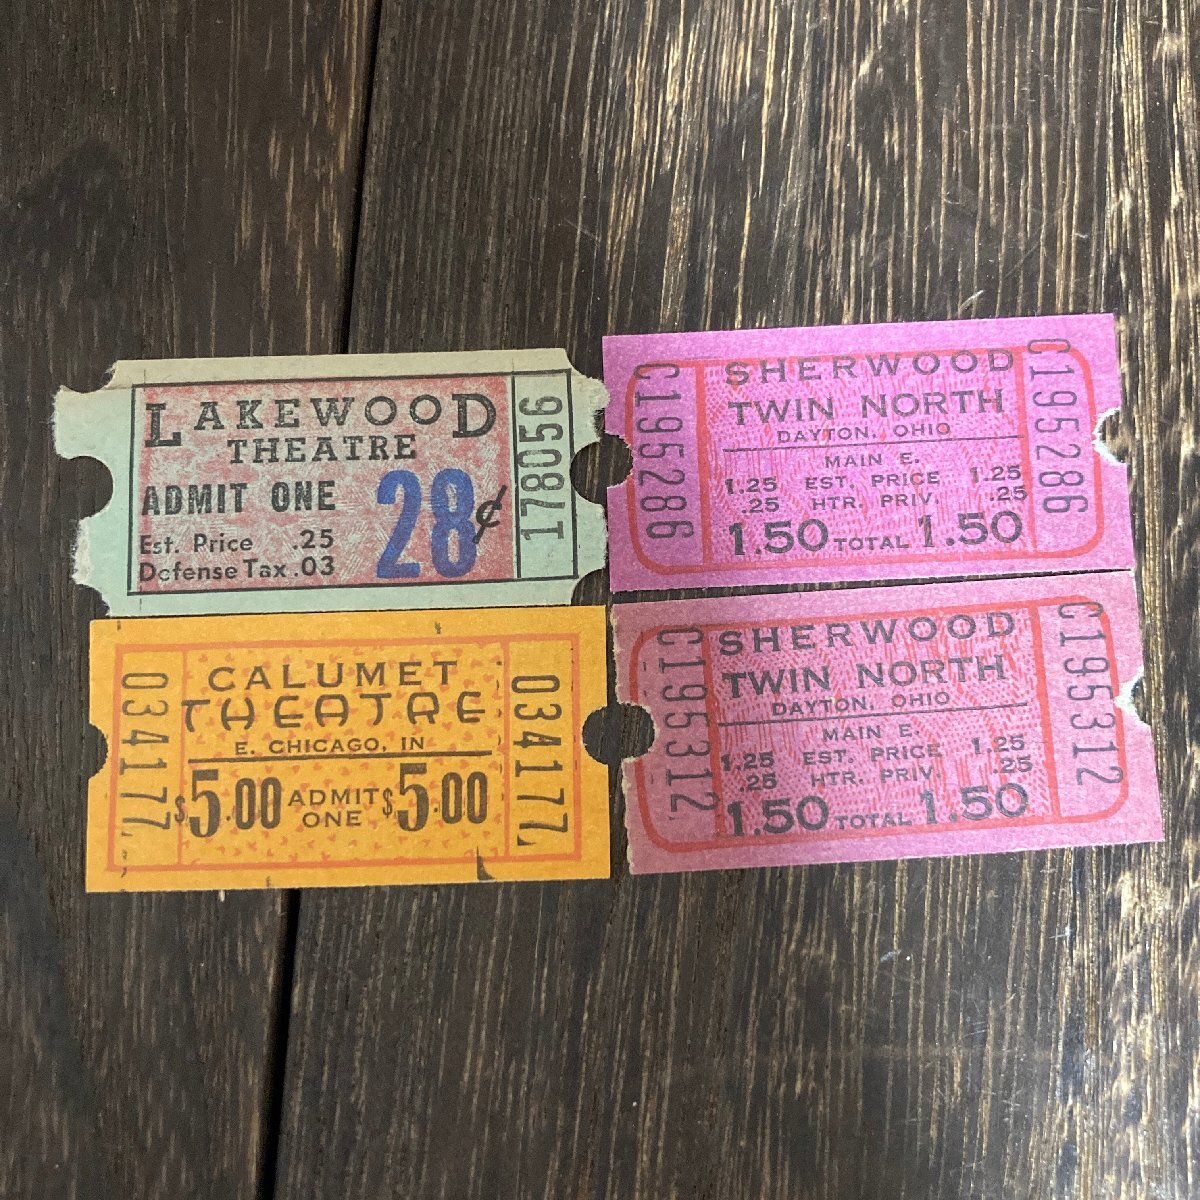 LAKEWOOD
THEATRE
ADMIT ONE
28¢
Est. Price .25
Defense Tax .03
178056
C195286
SHERWOOD
TWIN NORTH
DAYTON, OHIO
MAIN E.
1.25 EST. PRICE 1.25
.25 HTR. PRIV. .25
1.50 TOTAL 1.50
C195286
03417
CALUMET
THEATRE
E. CHICAGO, IN
$5.00 ADMIT ONE $5.00
03417
C195312
SHERWOOD
TWIN NORTH
DAYTON, OHIO
MAIN E.
1.25 EST. PRICE 1.25
.25 HTR. PRIV. .25
1.50 TOTAL 1.50
C195312